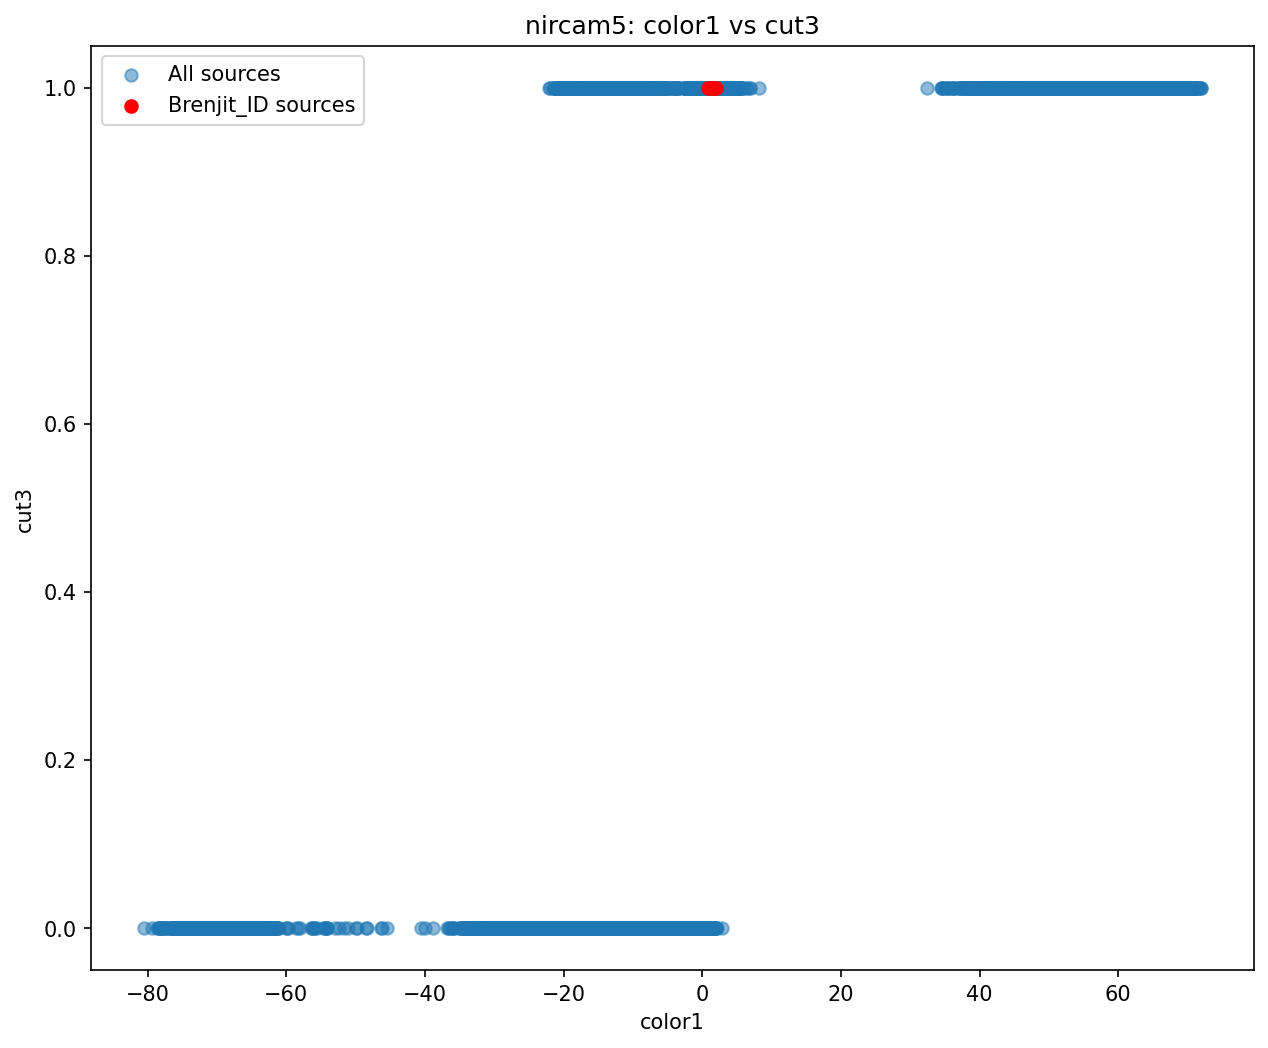 nircam5: color1 vs cut3
All sources
Brenjit_ID sources
1.0
0.8
0.6
0.4
0.2
0.0
cut3
−80 −60 −40 −20 0 20 40 60
color1